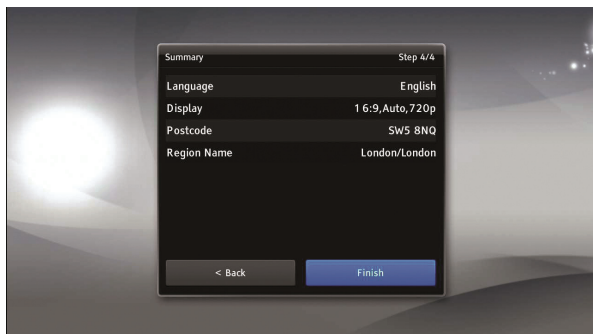 Summary Step 4/4
Language English
Display 16:9,Auto,720p
Postcode SW5 8NQ
Region Name London/London
< Back Finish